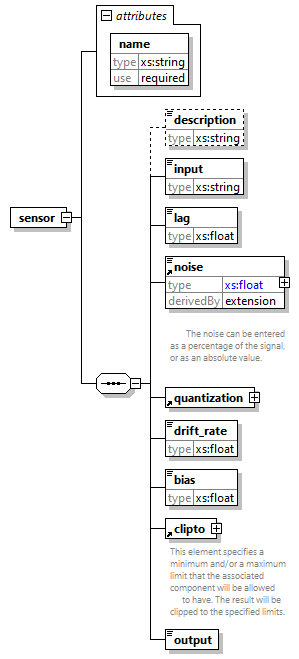 attributes
name
type xs:string
use required
description
type xs:string
input
type xs:string
sensor
lag
type xs:float
noise
type xs:float
derivedBy extension
The noise can be entered
as a percentage of the signal,
or as an absolute value.
quantization
drift_rate
type xs:float
bias
type xs:float
clipto
This element specifies a
minimum and/or a maximum
limit that the associated
component will be allowed
to have. The result will be
clipped to the specified limits.
output